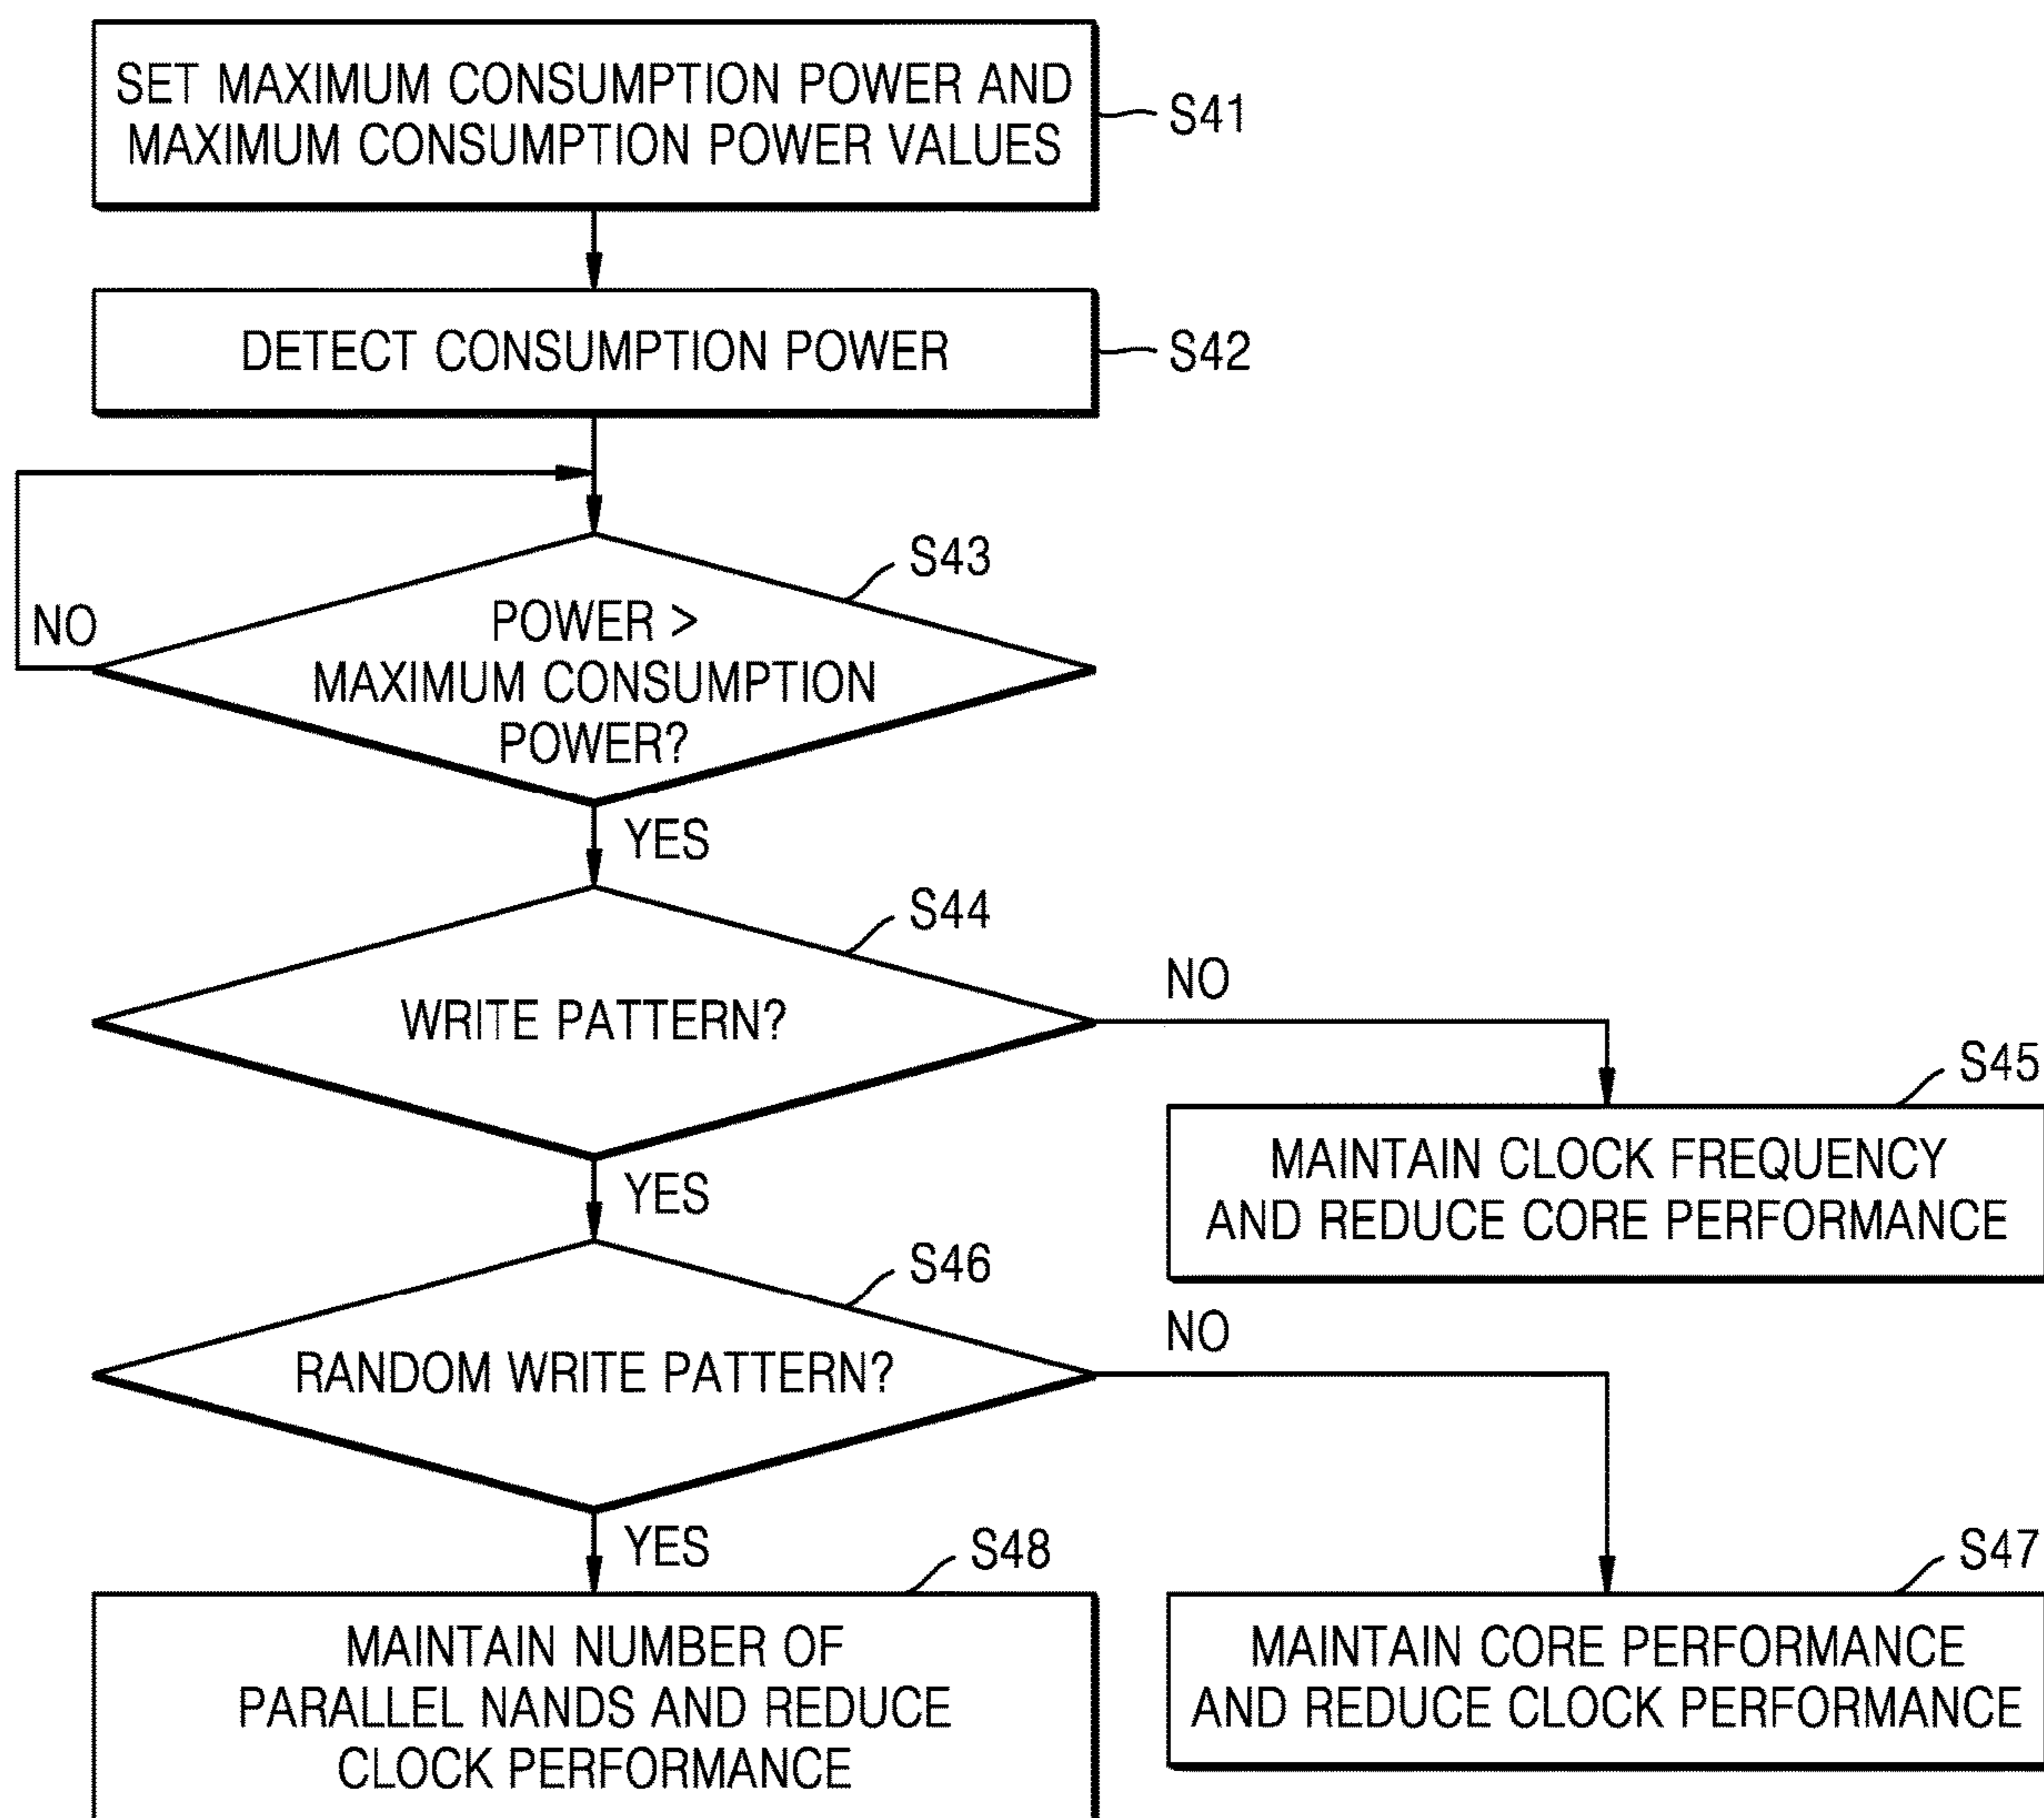 SET MAXIMUM CONSUMPTION POWER AND
MAXIMUM CONSUMPTION POWER VALUES
S41
DETECT CONSUMPTION POWER
S42
S43
NO
POWER >
MAXIMUM CONSUMPTION
POWER?
YES
S44
WRITE PATTERN?
NO
S45
MAINTAIN CLOCK FREQUENCY
AND REDUCE CORE PERFORMANCE
YES
S46
RANDOM WRITE PATTERN?
NO
S47
MAINTAIN CORE PERFORMANCE
AND REDUCE CLOCK PERFORMANCE
YES
S48
MAINTAIN NUMBER OF
PARALLEL NANDS AND REDUCE
CLOCK PERFORMANCE